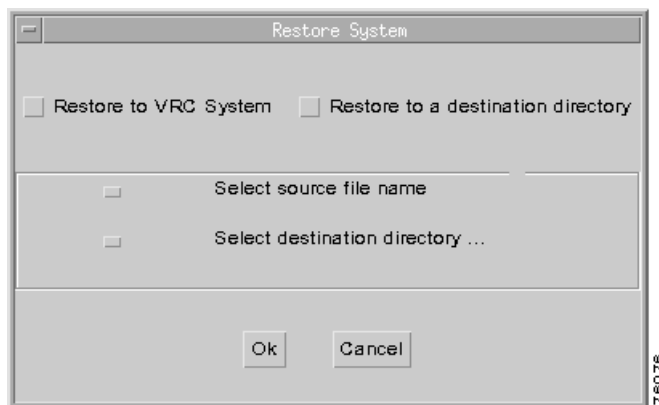 Restore System
Restore to VRC System Restore to a destination directory
Select source file name
Select destination directory ...
Ok Cancel
76976